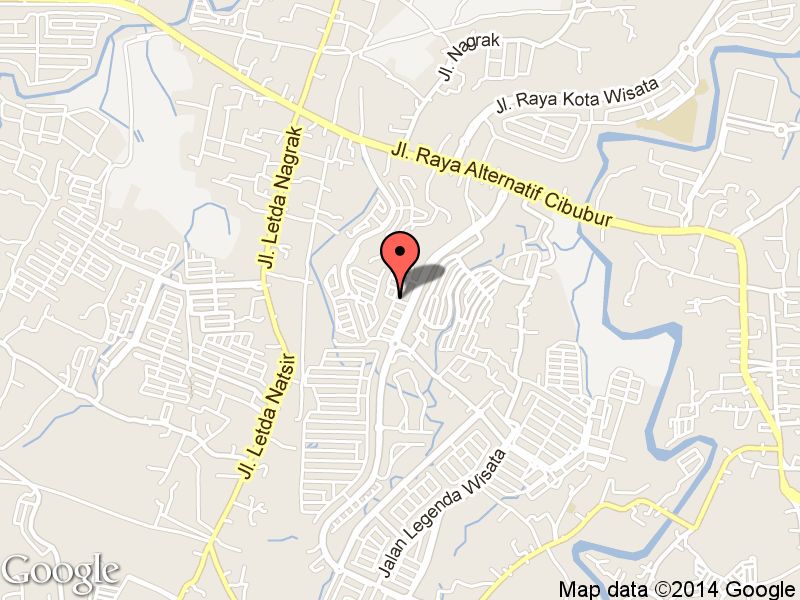 Jl. Nagrak
Jl. Raya Kota Wisata
Jl. Raya Alternatif Cibubur
Jl. Letda Nagrak
Jl. Letda Natsir
Jalan Legenda Wisata
Google
Map data ©2014 Google